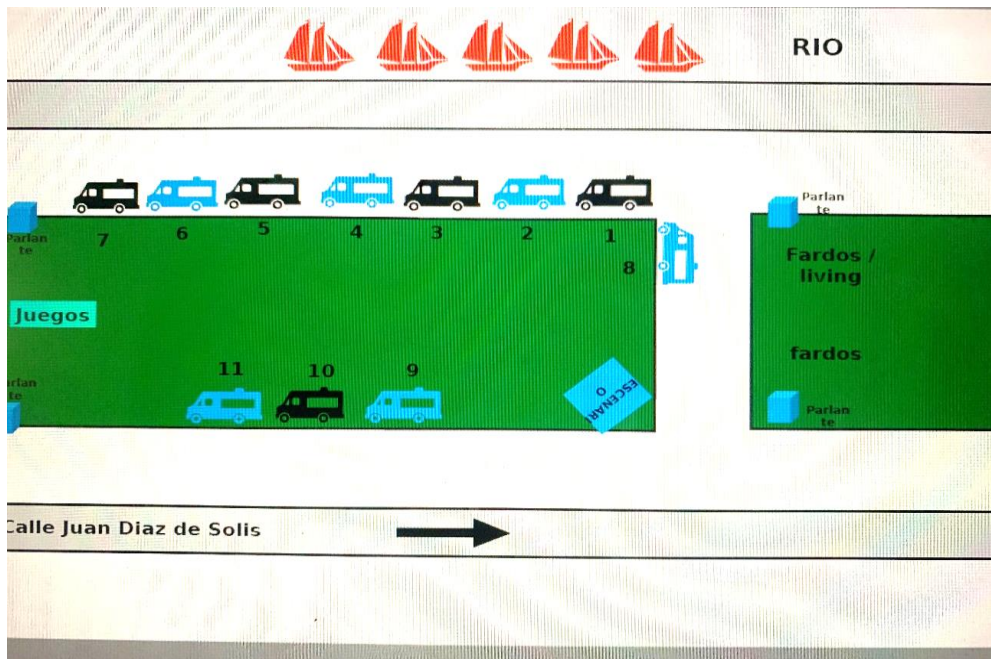 RIO
Parlan
te
7
6
5
4
3
2
1
8
Parlan
te
Fardos /
living
Juegos
fardos
11
10
9
ESCENARI
O
Parlan
te
Calle Juan Diaz de Solis